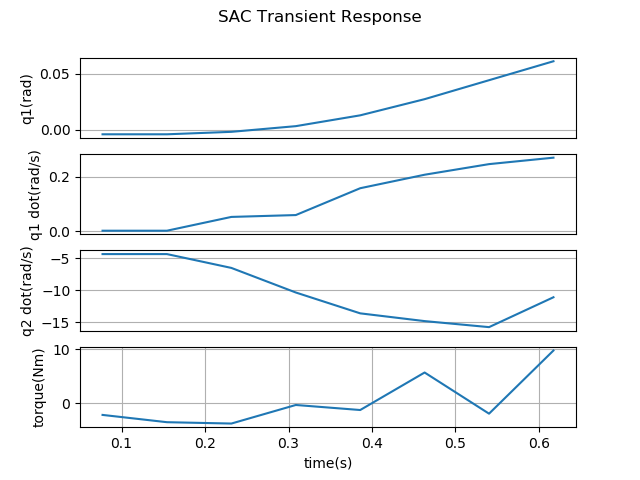 SAC Transient Response
0.05
0.00
q1(rad)
0.2
0.0
q1 dot(rad/s)
−5
−10
−15
q2 dot(rad/s)
10
0
torque(Nm)
0.1 0.2 0.3 0.4 0.5 0.6
time(s)